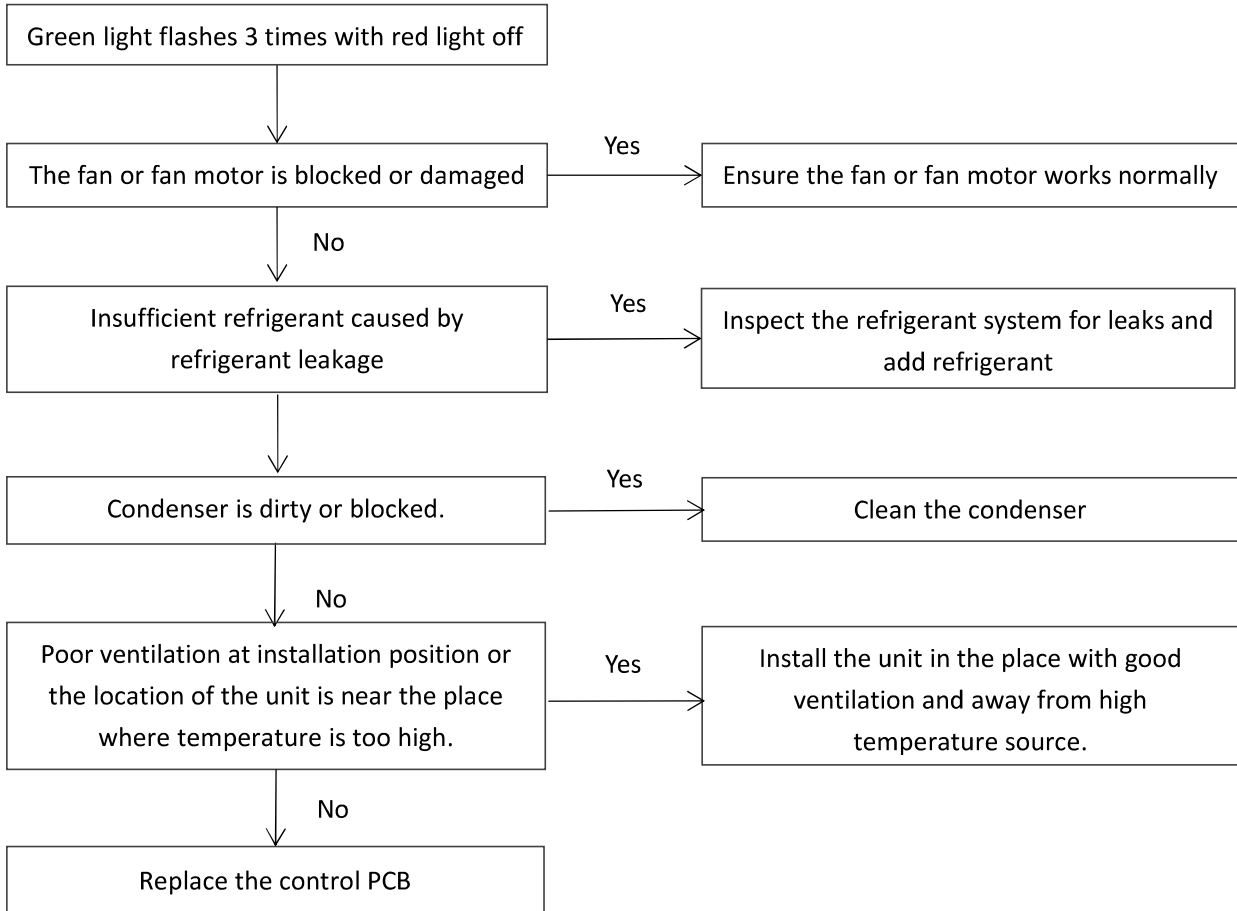 Green light flashes 3 times with red light off
Yes
The fan or fan motor is blocked or damaged
Ensure the fan or fan motor works normally
No
Yes
Insufficient refrigerant caused by
refrigerant leakage
Inspect the refrigerant system for leaks and
add refrigerant
Yes
Condenser is dirty or blocked.
Clean the condenser
No
Poor ventilation at installation position or
the location of the unit is near the place
where temperature is too high.
Yes
Install the unit in the place with good
ventilation and away from high
temperature source.
No
Replace the control PCB